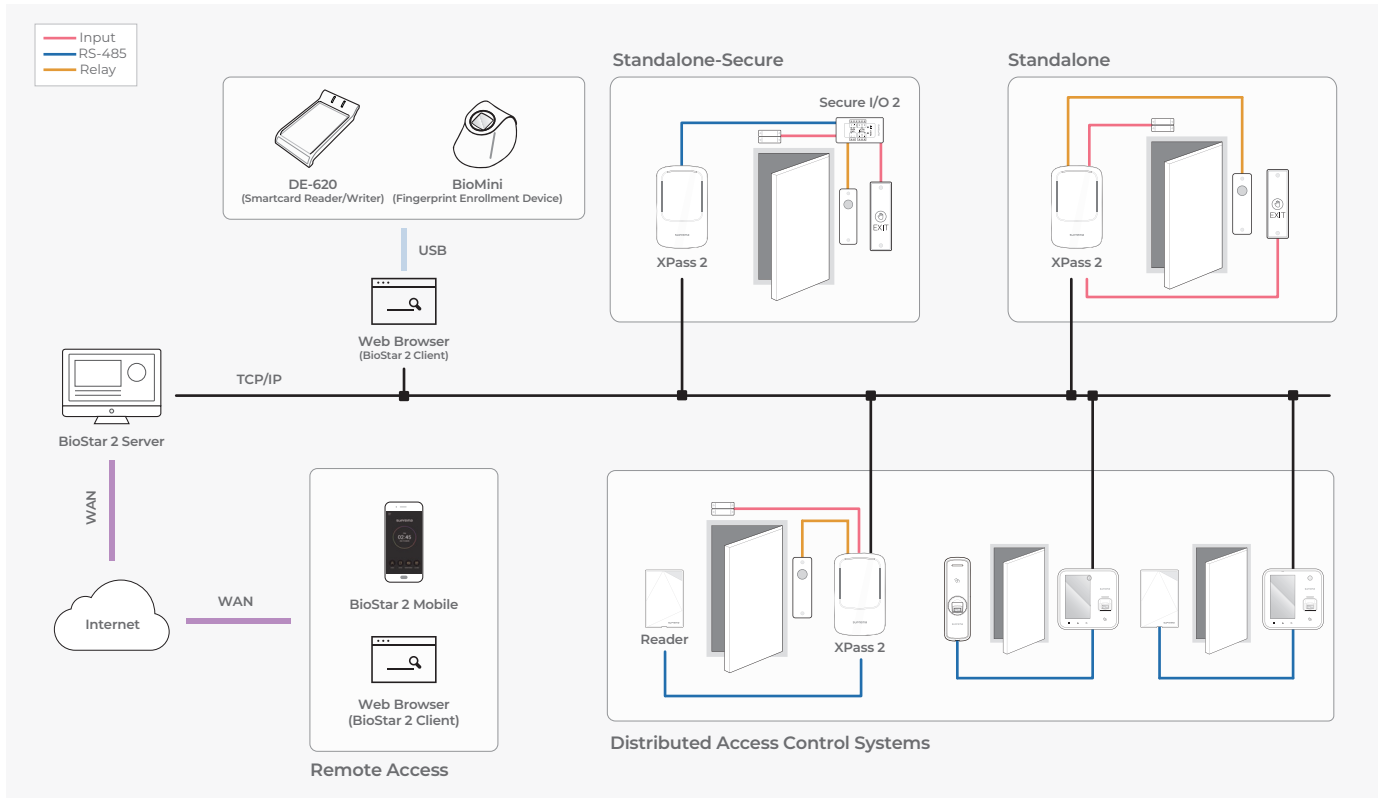 Input
RS-485
Relay
DE-620
(Smartcard Reader/Writer)
BioMini
(Fingerprint Enrollment Device)
USB
Web Browser
(BioStar 2 Client)
TCP/IP
BioStar 2 Server
WAN
Internet
WAN
BioStar 2 Mobile
02:45
Web Browser
(BioStar 2 Client)
Remote Access
Standalone-Secure
Secure I/O 2
EXIT
XPass 2
Standalone
EXIT
XPass 2
Reader
XPass 2
Distributed Access Control Systems